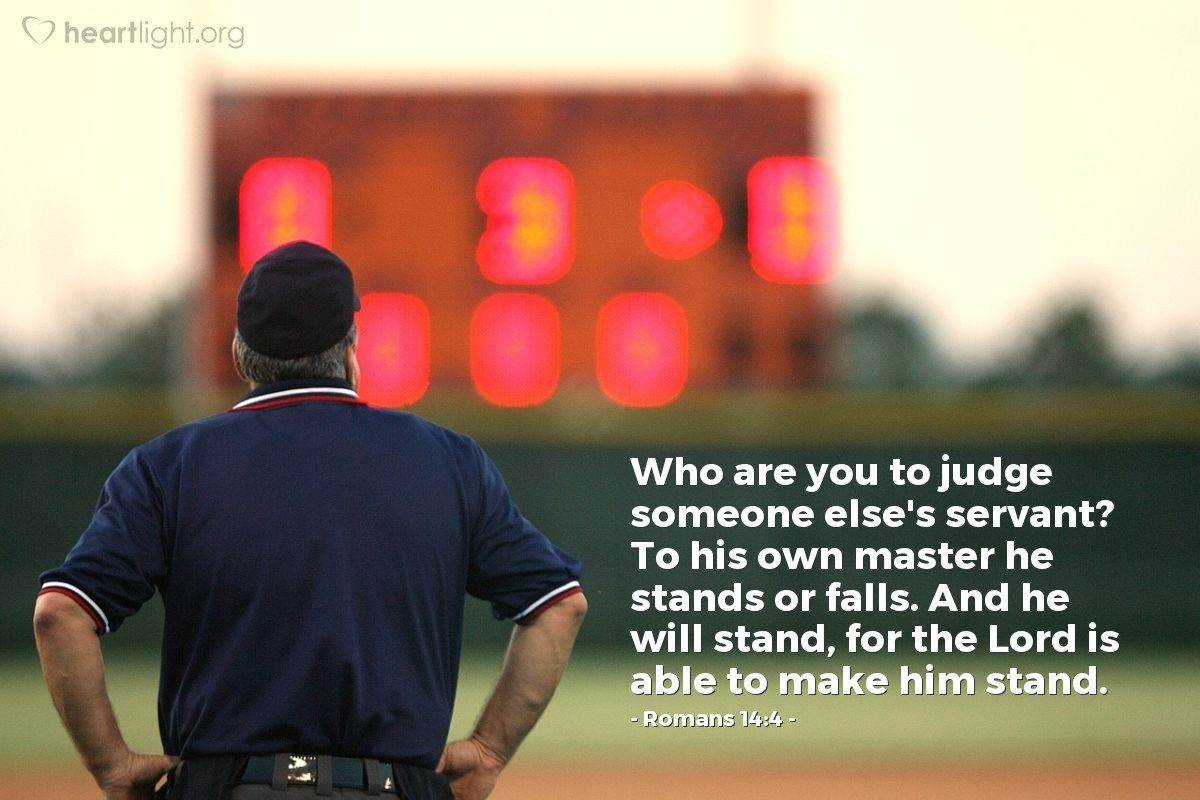 heartlight.org
Who are you to judge
someone else's servant?
To his own master he
stands or falls. And he
will stand, for the Lord is
able to make him stand.
- Romans 14:4 -